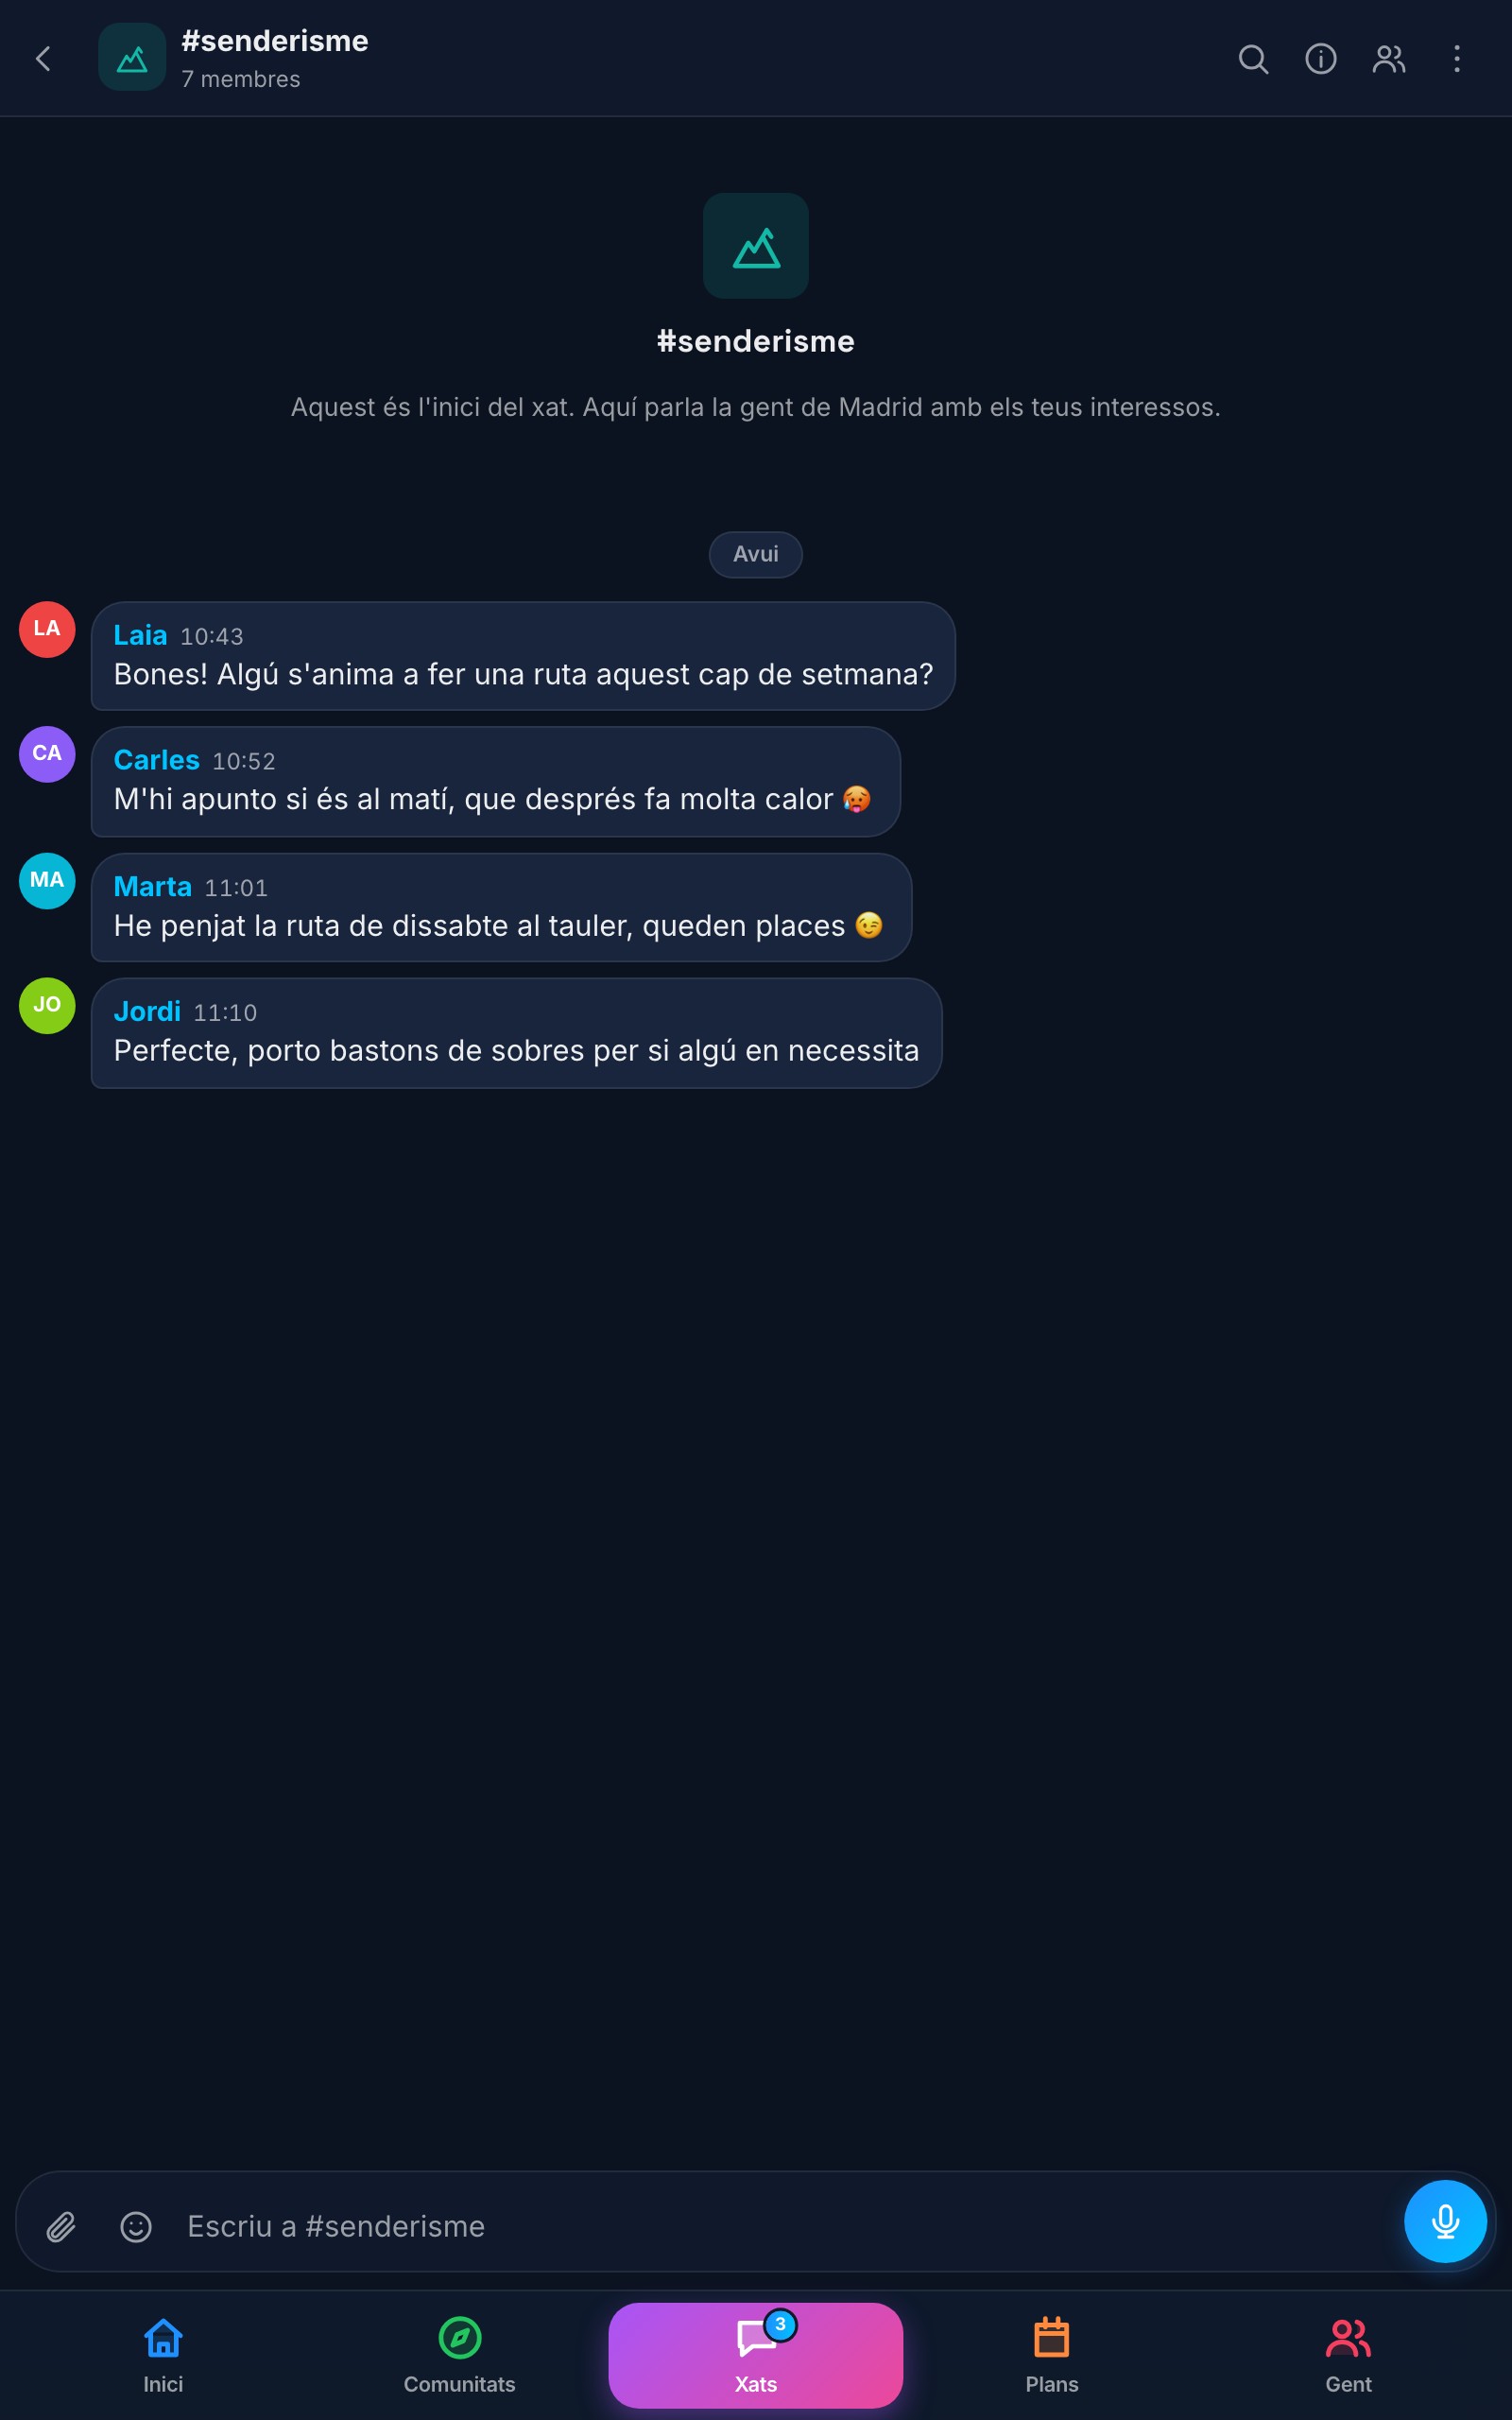 #senderisme
7 membres
#senderisme
Aquest és l'inici del xat. Aquí parla la gent de Madrid amb els teus interessos.
Avui
LA
Laia 10:43
Bones! Algú s'anima a fer una ruta aquest cap de setmana?
CA
Carles 10:52
M'hi apunto si és al matí, que després fa molta calor 🥵
MA
Marta 11:01
He penjat la ruta de dissabte al tauler, queden places 😉
JO
Jordi 11:10
Perfecte, porto bastons de sobres per si algú en necessita
Escriu a #senderisme
3
Inici
Comunitats
Xats
Plans
Gent